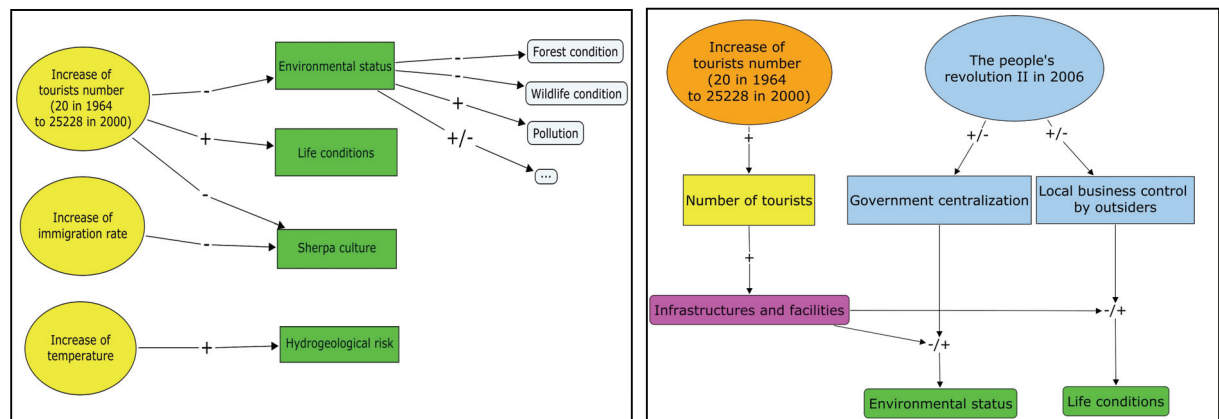 Increase of
tourists number
(20 in 1964
to 25228 in 2000)
-
+
-
Environmental status
-
-
+
+/-
Forest condition
Wildlife condition
Pollution
...
Life conditions
Increase of
immigration rate
-
Sherpa culture
Increase of
temperature
+
Hydrogeological risk
Increase of
tourists number
(20 in 1964
to 25228 in 2000)
The people's
revolution II in 2006
+
+/-
+/-
Number of tourists
Government centralization
Local business control
by outsiders
+
Infrastructures and facilities
-/+
-/+
Environmental status
Life conditions